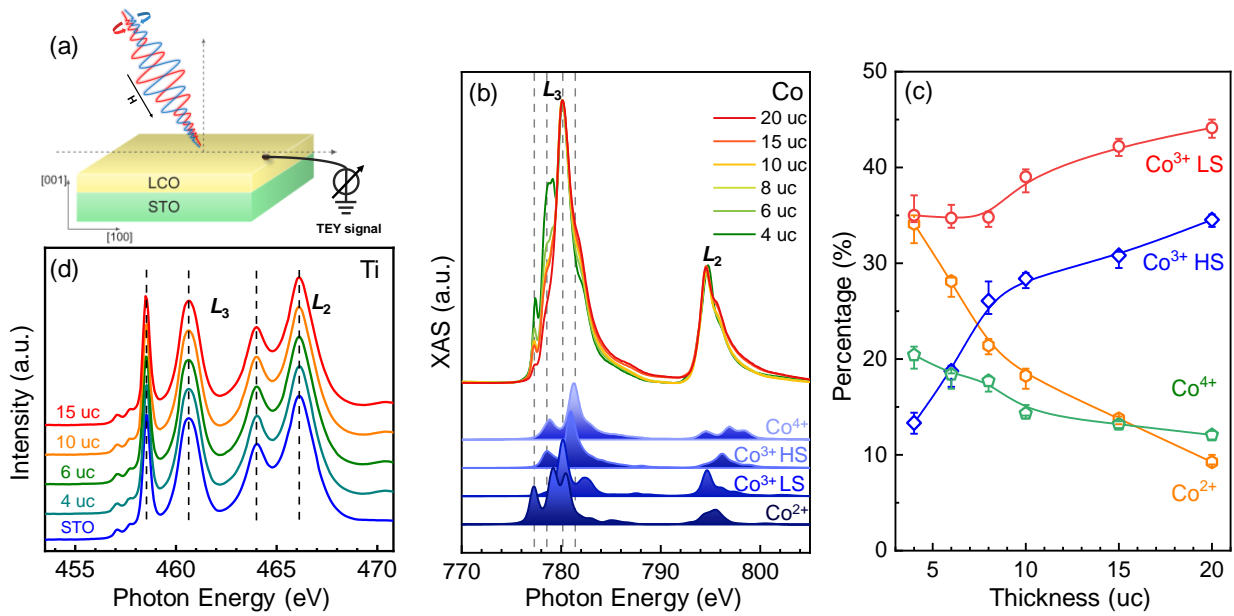 (a)
H
LCO
STO
[001]
[100]
TEY signal
(b)
Co
L₃
20 uc
15 uc
10 uc
8 uc
6 uc
4 uc
L₂
XAS (a.u.)
Co⁴⁺
Co³⁺ HS
Co³⁺ LS
Co²⁺
770 780 790 800
Photon Energy (eV)
(c)
50
40
30
20
10
0
Percentage (%)
Co³⁺ LS
Co³⁺ HS
Co⁴⁺
Co²⁺
5 10 15 20
Thickness (uc)
(d)
Ti
L₃
L₂
Intensity (a.u.)
15 uc
10 uc
6 uc
4 uc
STO
455 460 465 470
Photon Energy (eV)